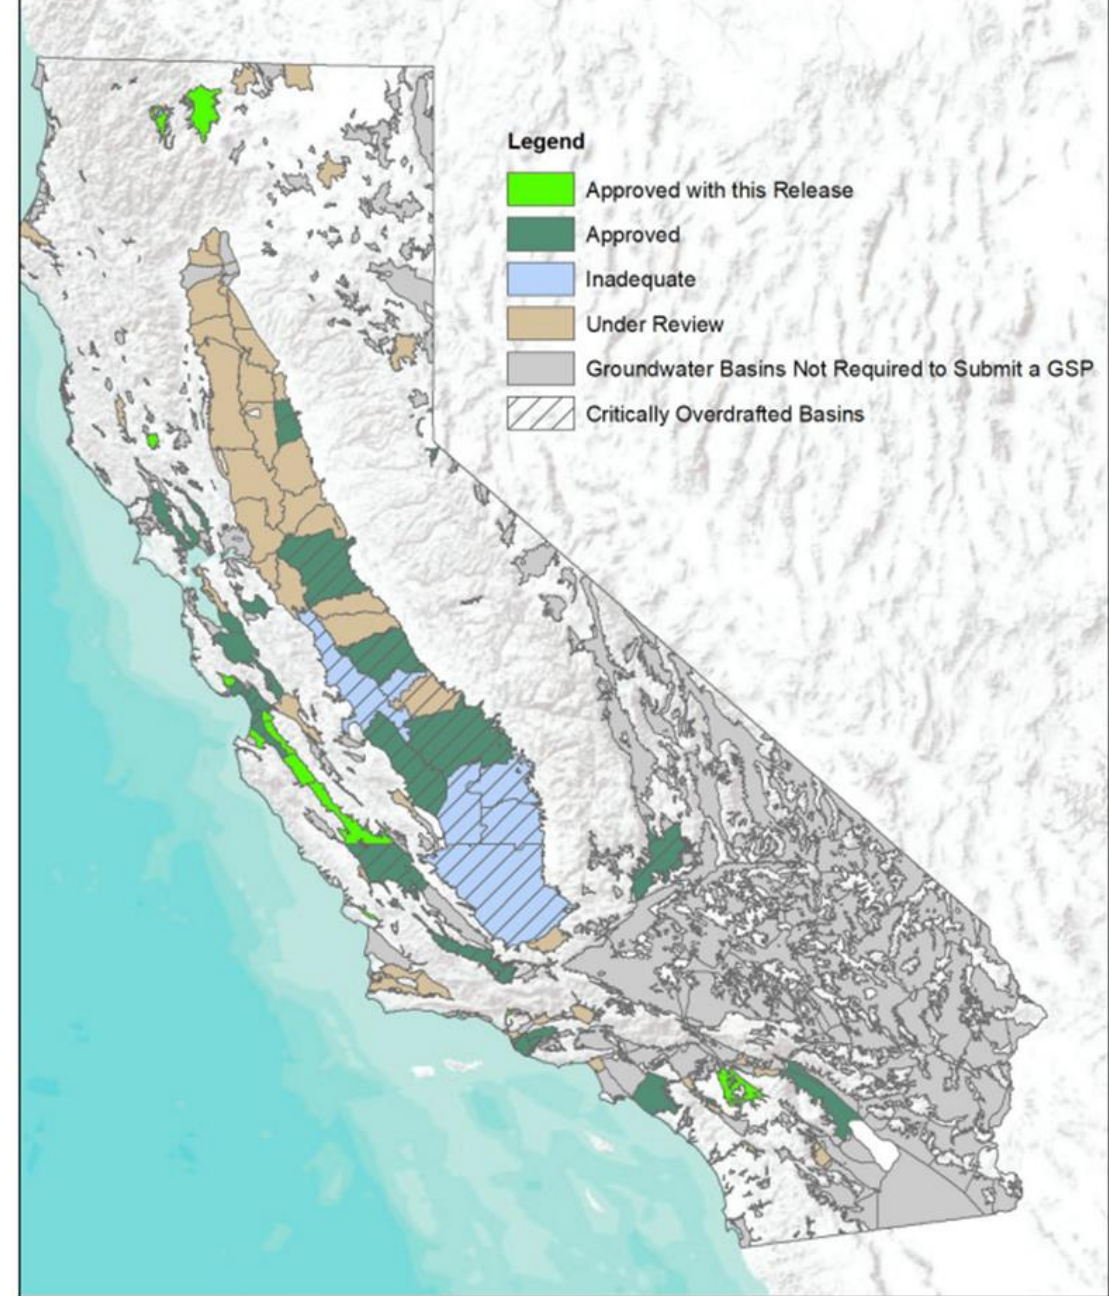 Legend
Approved with this Release
Approved
Inadequate
Under Review
Groundwater Basins Not Required to Submit a GSP
Critically Overdrafted Basins